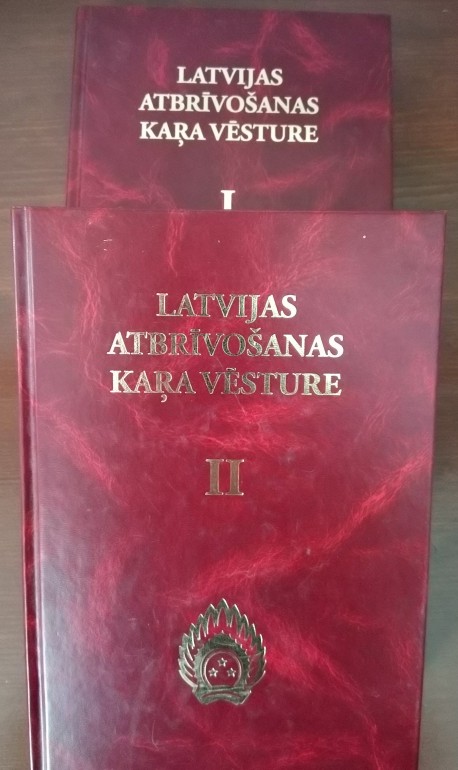 LATVIJAS
ATBRĪVOŠANAS
KAŖA VĒSTURE
I
LATVIJAS
ATBRĪVOŠANAS
KAŖA VĒSTURE
II